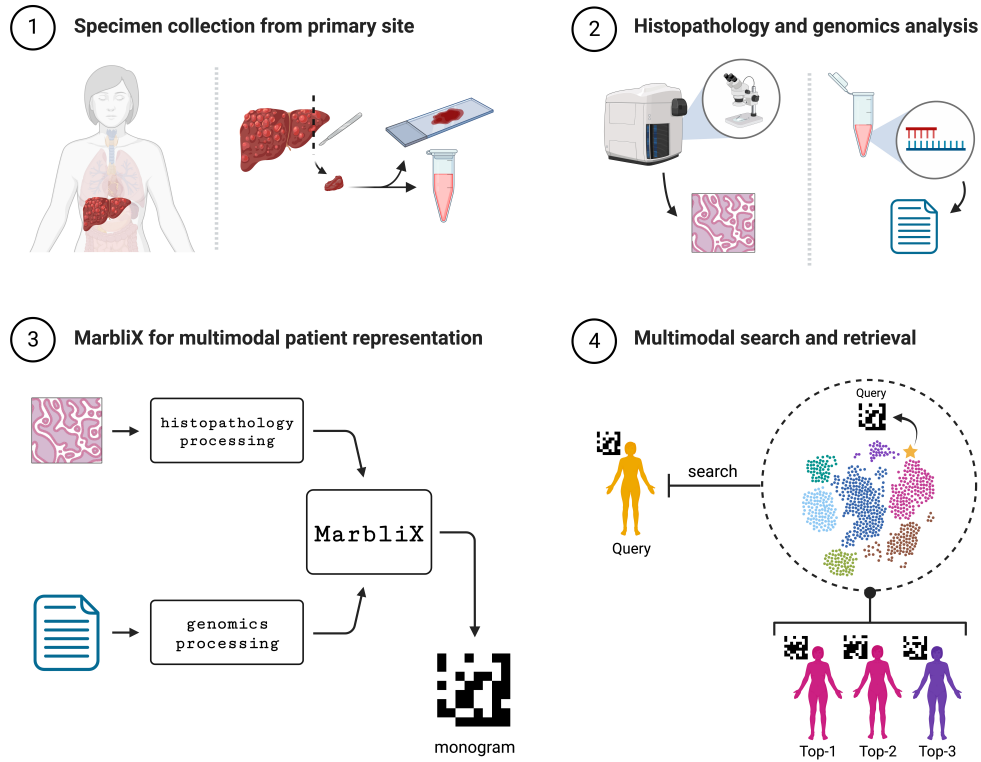 1
Specimen collection from primary site
2
Histopathology and genomics analysis
3
MarbliX for multimodal patient representation
histopathology
processing
MarbliX
genomics
processing
monogram
4
Multimodal search and retrieval
Query
search
Query
Top-1
Top-2
Top-3